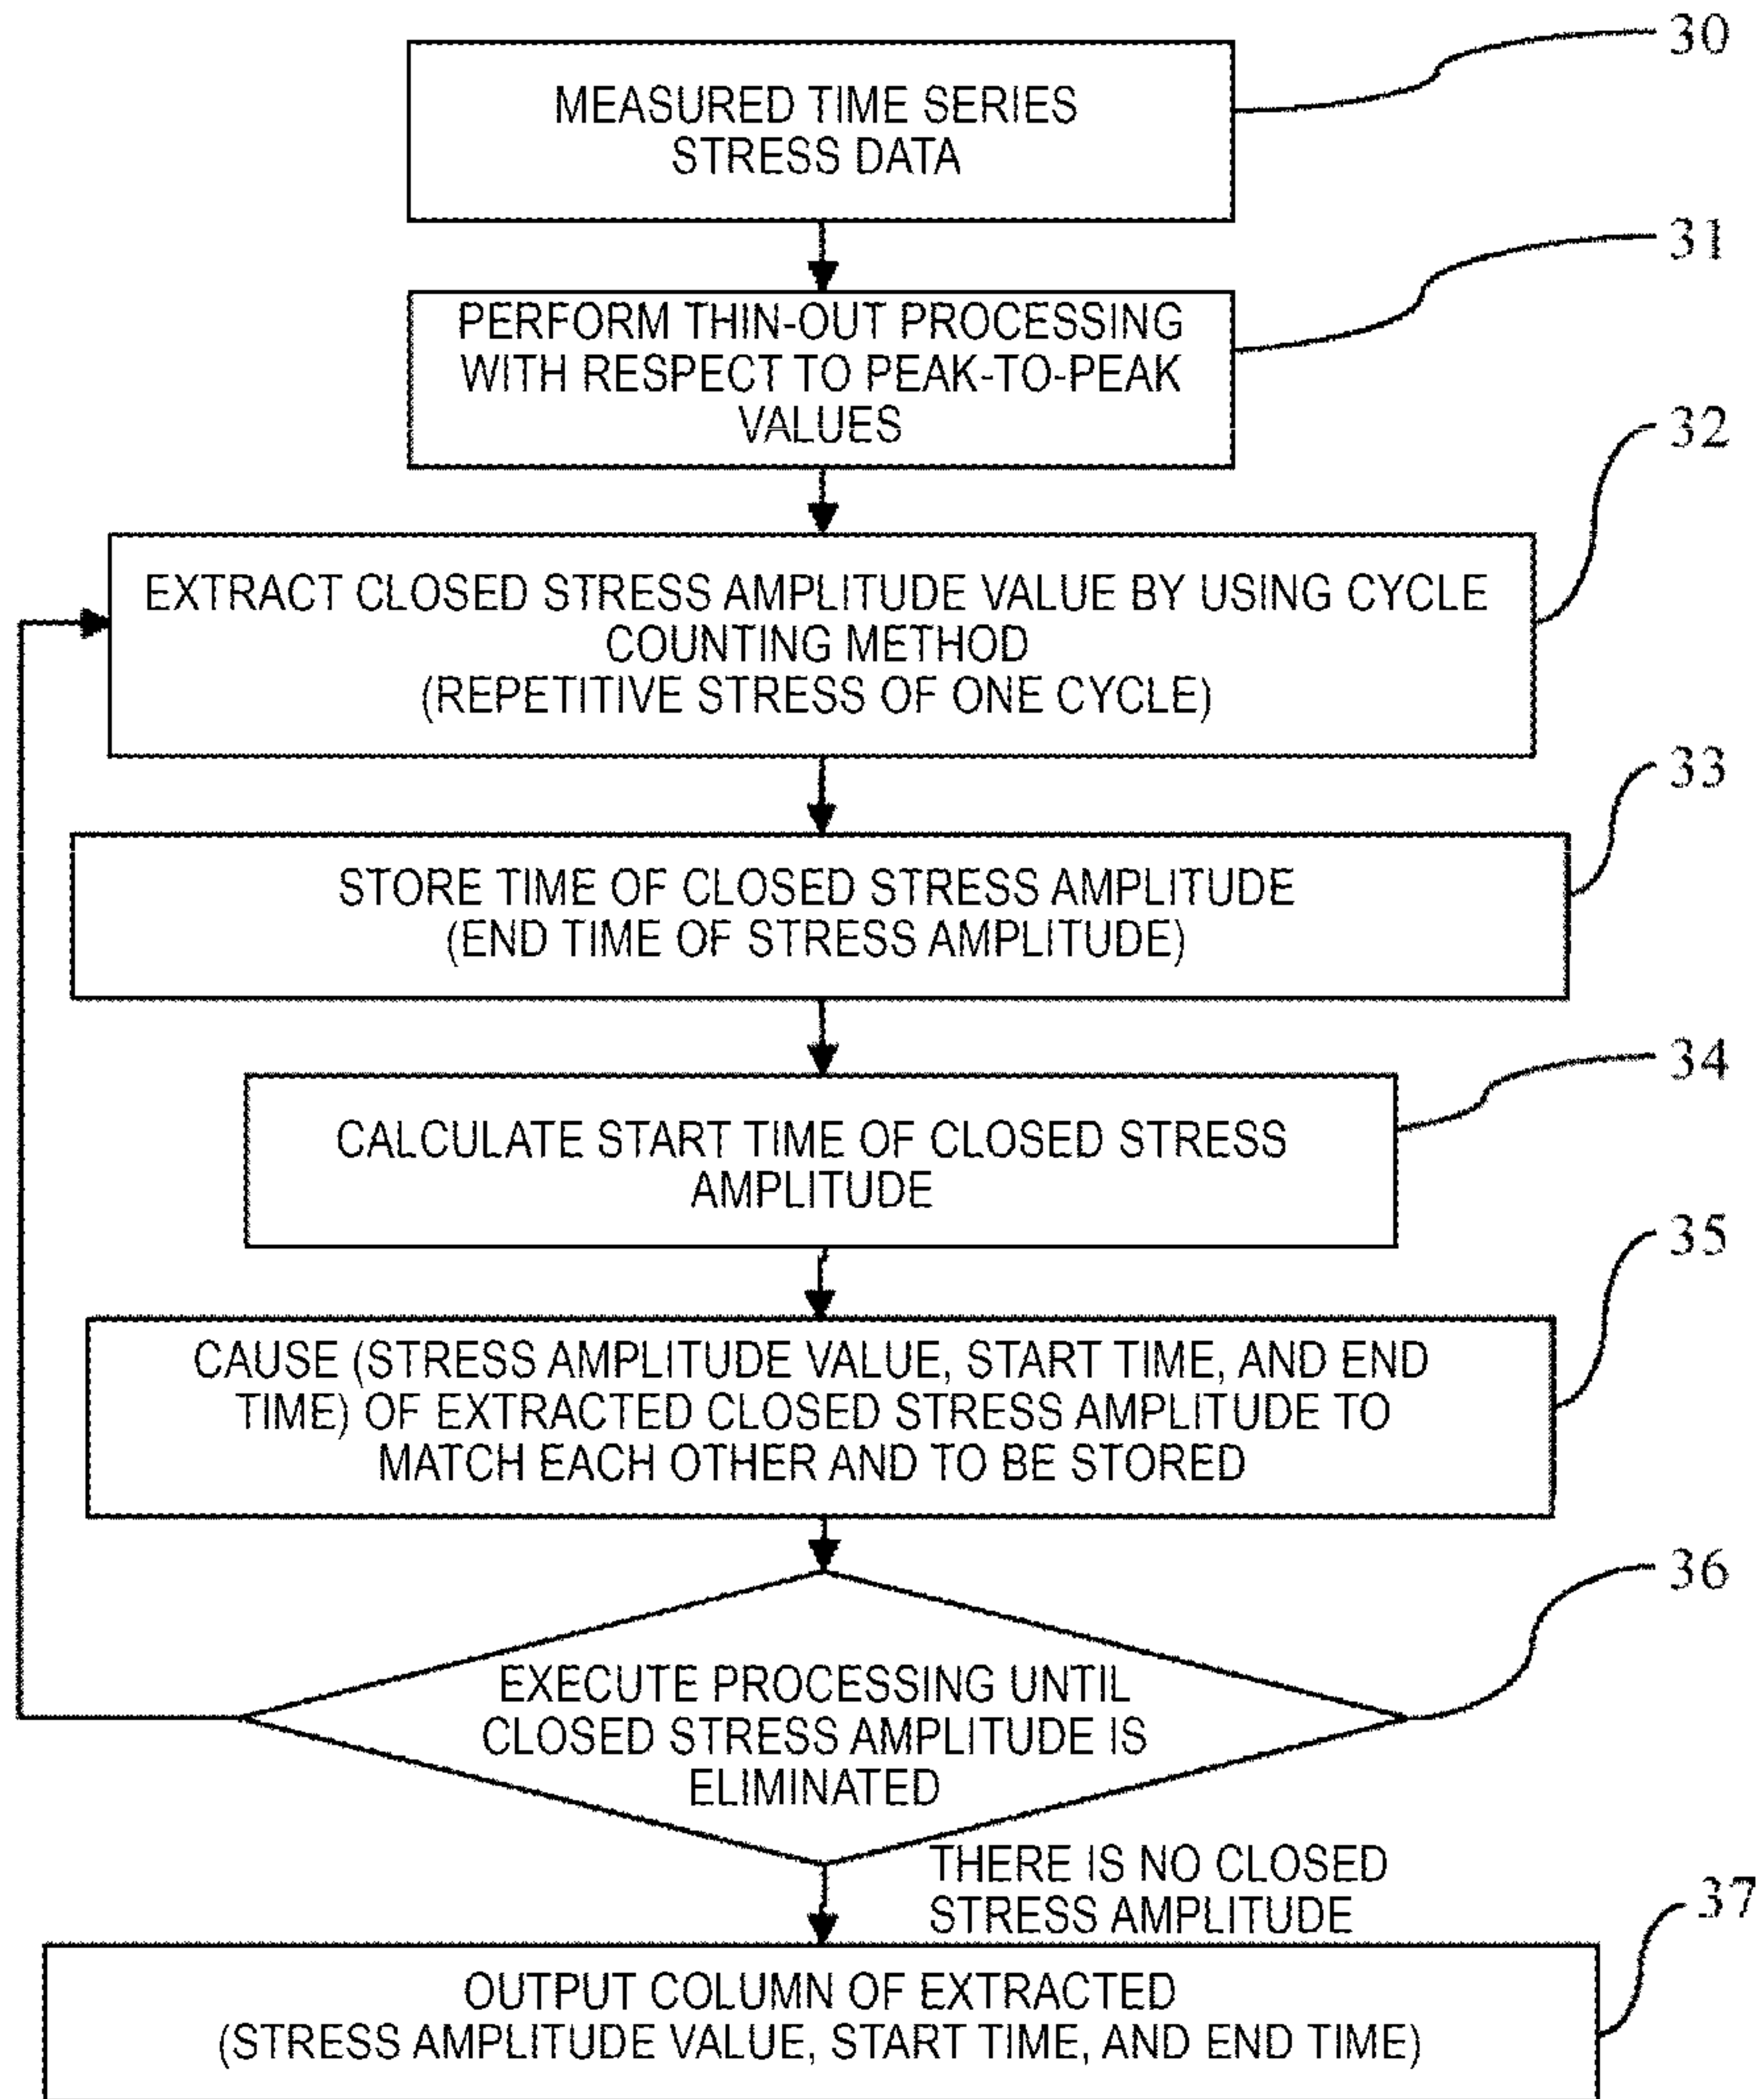 30
MEASURED TIME SERIES
STRESS DATA
31
PERFORM THIN-OUT PROCESSING
WITH RESPECT TO PEAK-TO-PEAK
VALUES
32
EXTRACT CLOSED STRESS AMPLITUDE VALUE BY USING CYCLE
COUNTING METHOD
(REPETITIVE STRESS OF ONE CYCLE)
33
STORE TIME OF CLOSED STRESS AMPLITUDE
(END TIME OF STRESS AMPLITUDE)
34
CALCULATE START TIME OF CLOSED STRESS
AMPLITUDE
35
CAUSE (STRESS AMPLITUDE VALUE, START TIME, AND END
TIME) OF EXTRACTED CLOSED STRESS AMPLITUDE TO
MATCH EACH OTHER AND TO BE STORED
36
EXECUTE PROCESSING UNTIL
CLOSED STRESS AMPLITUDE IS
ELIMINATED
THERE IS NO CLOSED
STRESS AMPLITUDE
37
OUTPUT COLUMN OF EXTRACTED
(STRESS AMPLITUDE VALUE, START TIME, AND END TIME)